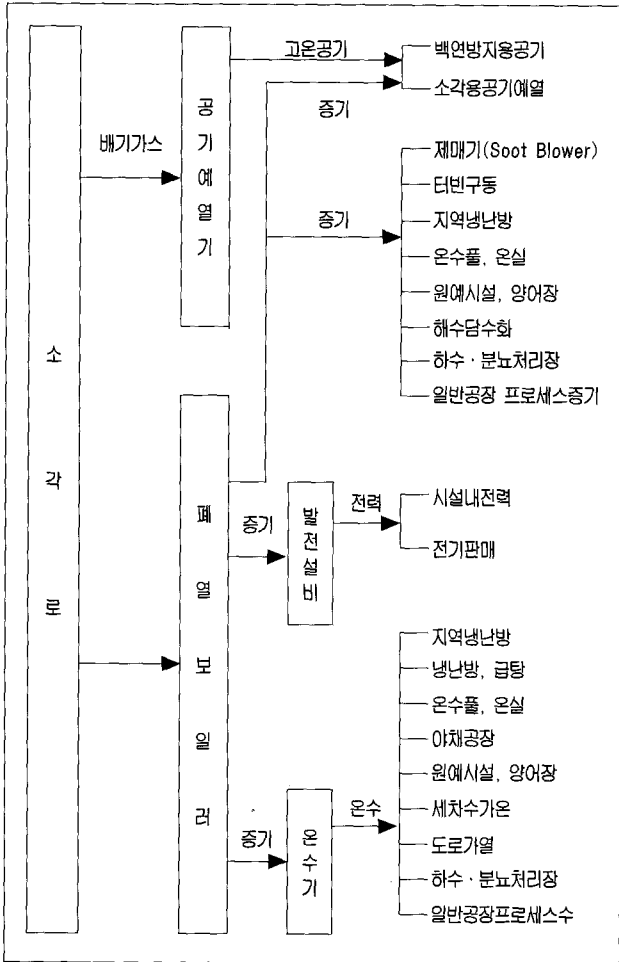 소각로
배기가스
공기예열기
고온공기
백연방지용공기
소각용공기예열
증기
증기
제매기(Soot Blower)
터빈구동
지역냉난방
온수풀, 온실
원예시설, 양어장
해수담수화
하수·분뇨처리장
일반공장 프로세스증기
폐열보일러
증기
발전설비
전력
시설내전력
전기판매
증기
온수기
온수
지역냉난방
냉난방, 급탕
온수풀, 온실
야채공장
원예시설, 양어장
세차수가온
도로가열
하수·분뇨처리장
일반공장프로세스수